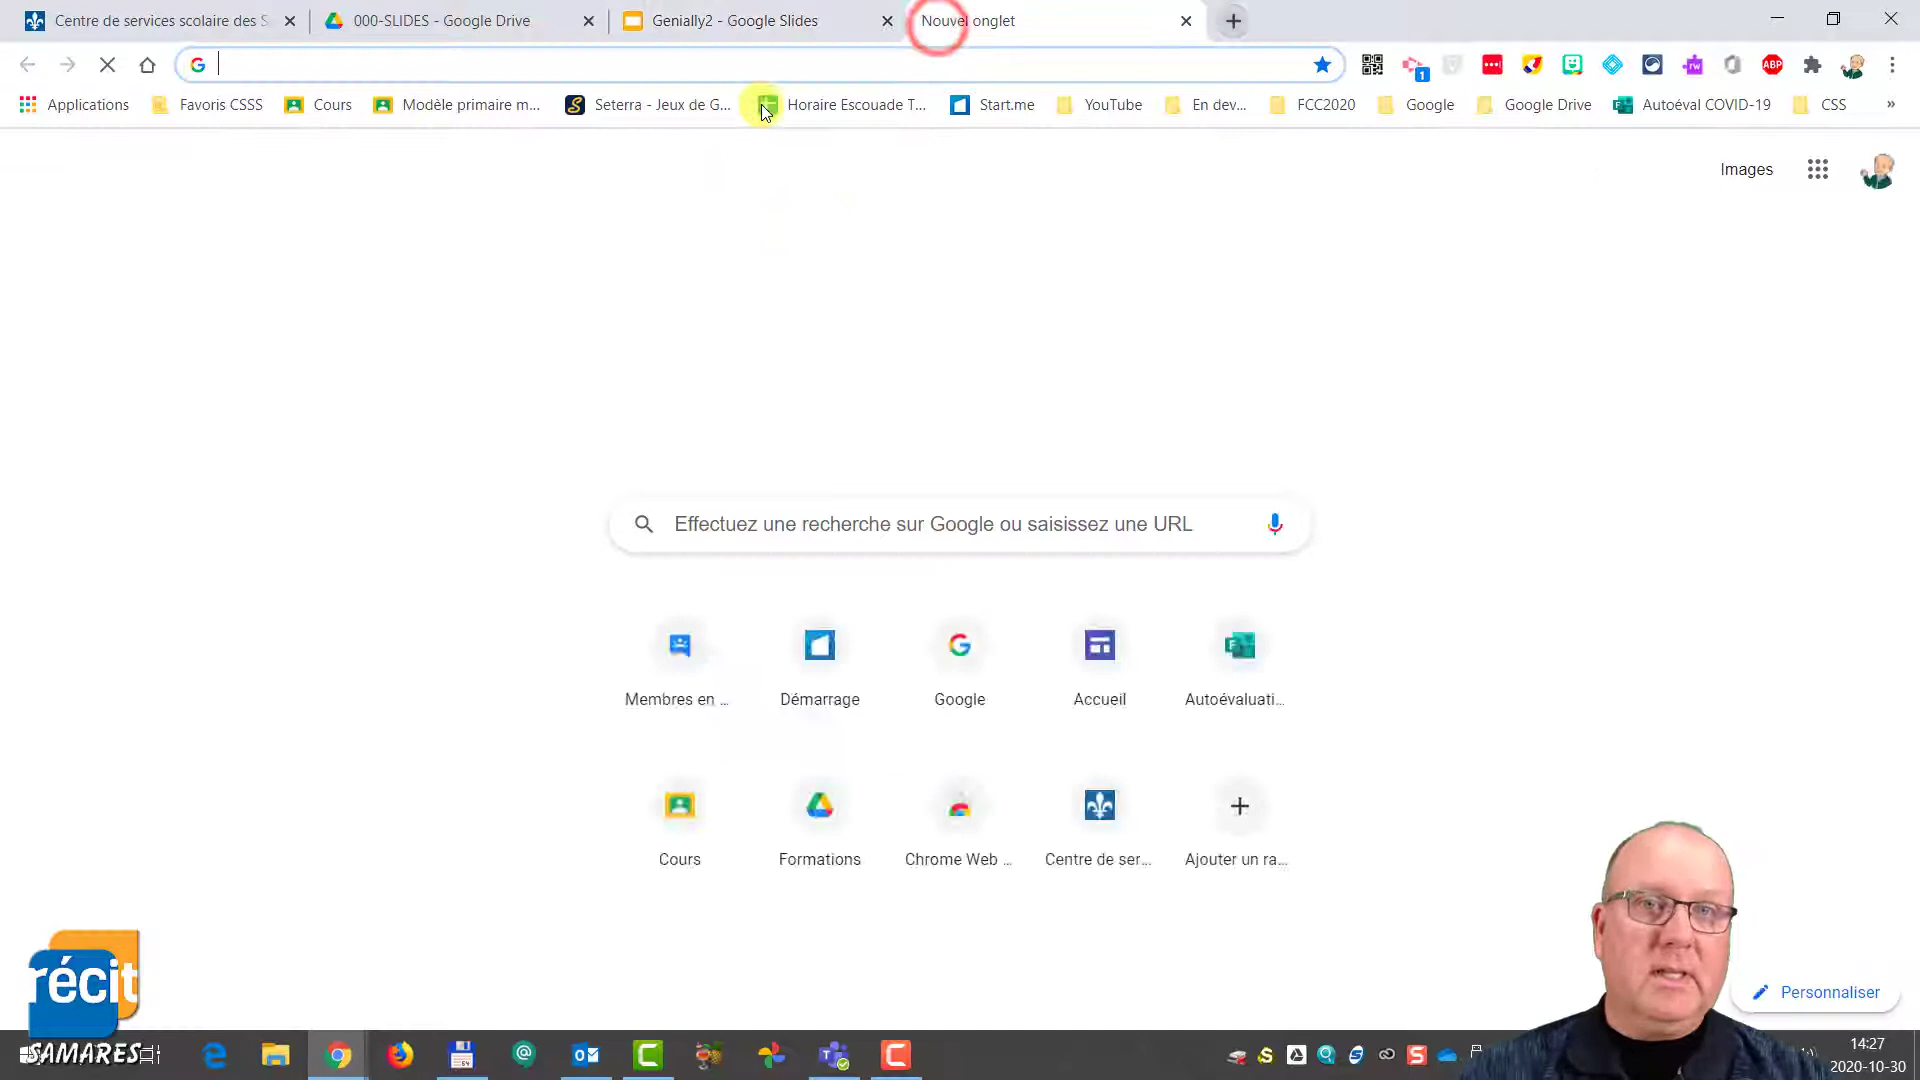 Centre de services scolaire des S
000-SLIDES - Google Drive
Genially2 - Google Slides
Nouvel onglet
Applications
Favoris CSSS
Cours
Modèle primaire m...
Seterra - Jeux de G...
Horaire Escouade T...
Start.me
YouTube
En dev...
FCC2020
Google
Google Drive
Autoéval COVID-19
CSS
»
1
ABP
Images
Effectuez une recherche sur Google ou saisissez une URL
Membres en ...
Démarrage
Google
Accueil
Autoévaluati...
Cours
Formations
Chrome Web ...
Centre de ser...
Ajouter un ra...
Personnaliser
récit
SAMARES
14:27
2020-10-30